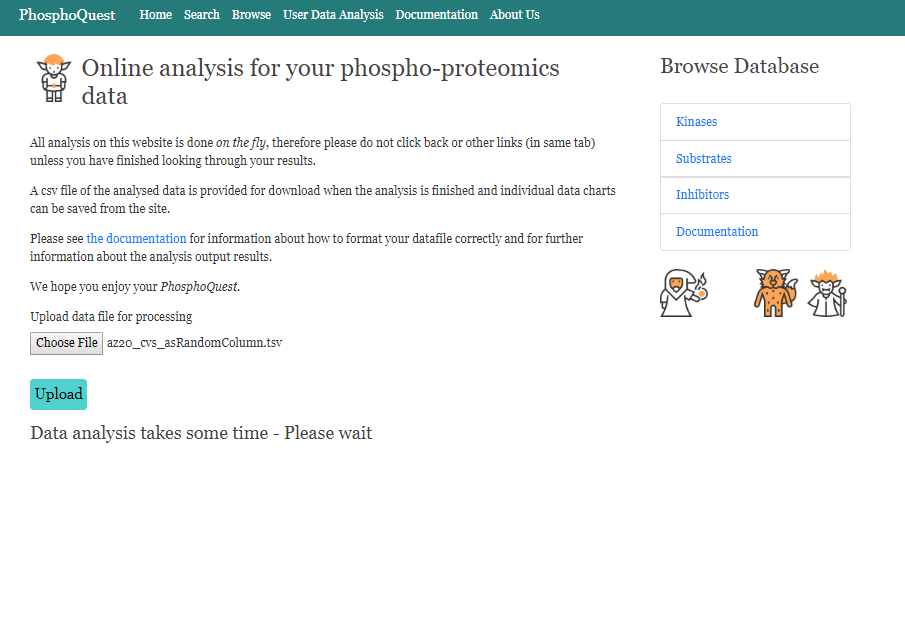 PhosphoQuest Home Search Browse User Data Analysis Documentation About Us
Online analysis for your phospho-proteomics
data
All analysis on this website is done on the fly, therefore please do not click back or other links (in same tab)
unless you have finished looking through your results.
A csv file of the analysed data is provided for download when the analysis is finished and individual data charts
can be saved from the site.
Please see the documentation for information about how to format your datafile correctly and for further
information about the analysis output results.
We hope you enjoy your PhosphoQuest.
Upload data file for processing
Choose File az20_cvs_asRandomColumn.tsv
Upload
Data analysis takes some time - Please wait
Browse Database
Kinases
Substrates
Inhibitors
Documentation